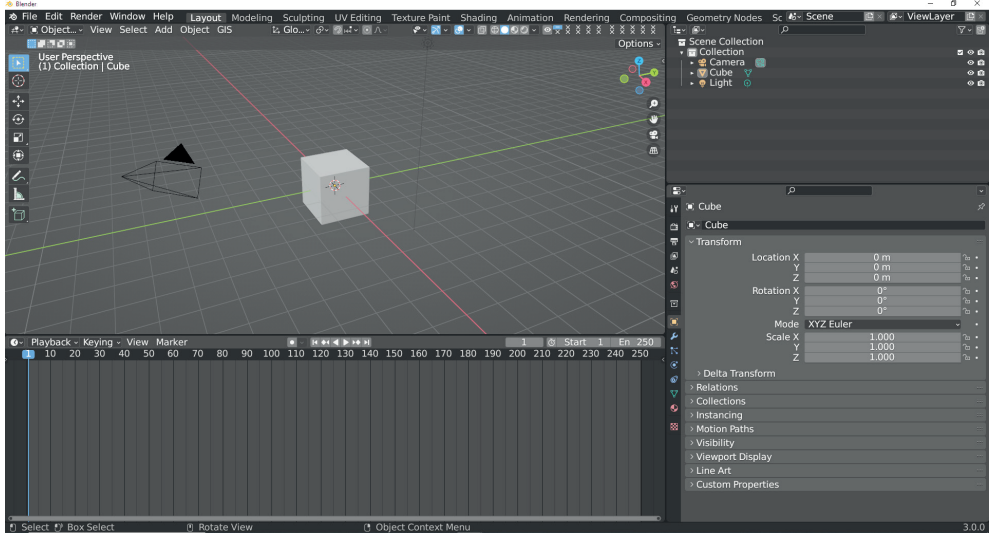 Blender
File Edit Render Window Help Layout Modeling Sculpting UV Editing Texture Paint Shading Animation Rendering Compositing Geometry Nodes Sc Scene ViewLayer
Object... View Select Add Object GIS Glo...
Options
User Perspective
(1) Collection | Cube
Z
Y
X
Scene Collection
Collection
Camera
Cube
Light
Cube
Cube
Transform
Location X 0 m
Y 0 m
Z 0 m
Rotation X 0°
Y 0°
Z 0°
Mode XYZ Euler
Scale X 1.000
Y 1.000
Z 1.000
Delta Transform
Relations
Collections
Instancing
Motion Paths
Visibility
Viewport Display
Line Art
Custom Properties
Playback Keying View Marker 1 Start 1 En 250
1 10 20 30 40 50 60 70 80 90 100 110 120 130 140 150 160 170 180 190 200 210 220 230 240 250
Select Box Select Rotate View Object Context Menu 3.0.0